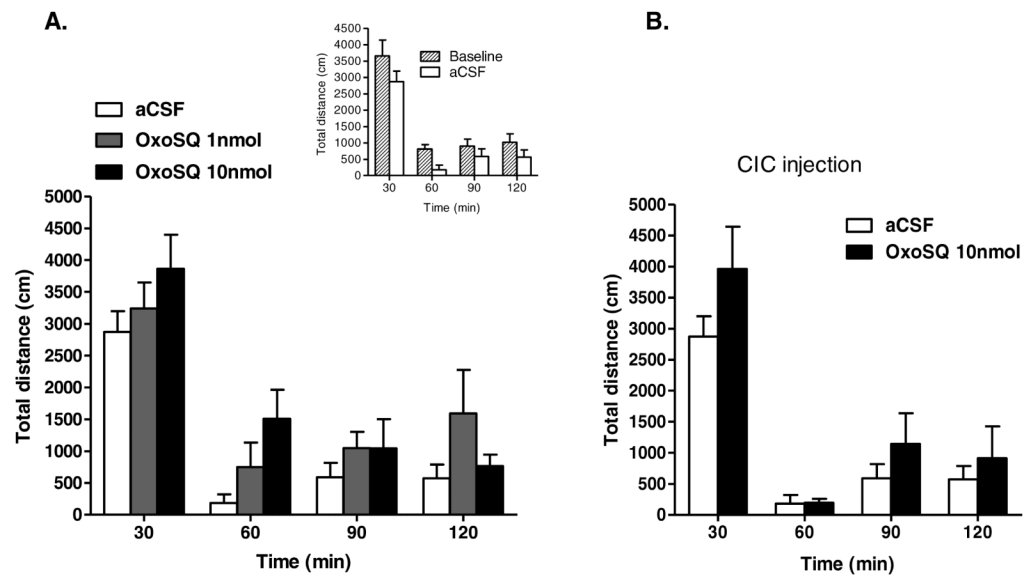 A.
aCSF
OxoSQ 1nmol
OxoSQ 10nmol
Total distance (cm)
5000
4500
4000
3500
3000
2500
2000
1500
1000
500
0
30 60 90 120
Time (min)
Total distance (cm)
4500
4000
3500
3000
2500
2000
1500
1000
500
0
Baseline
aCSF
30 60 90 120
Time (min)
B.
CIC injection
aCSF
OxoSQ 10nmol
Total distance (cm)
5000
4500
4000
3500
3000
2500
2000
1500
1000
500
0
30 60 90 120
Time (min)